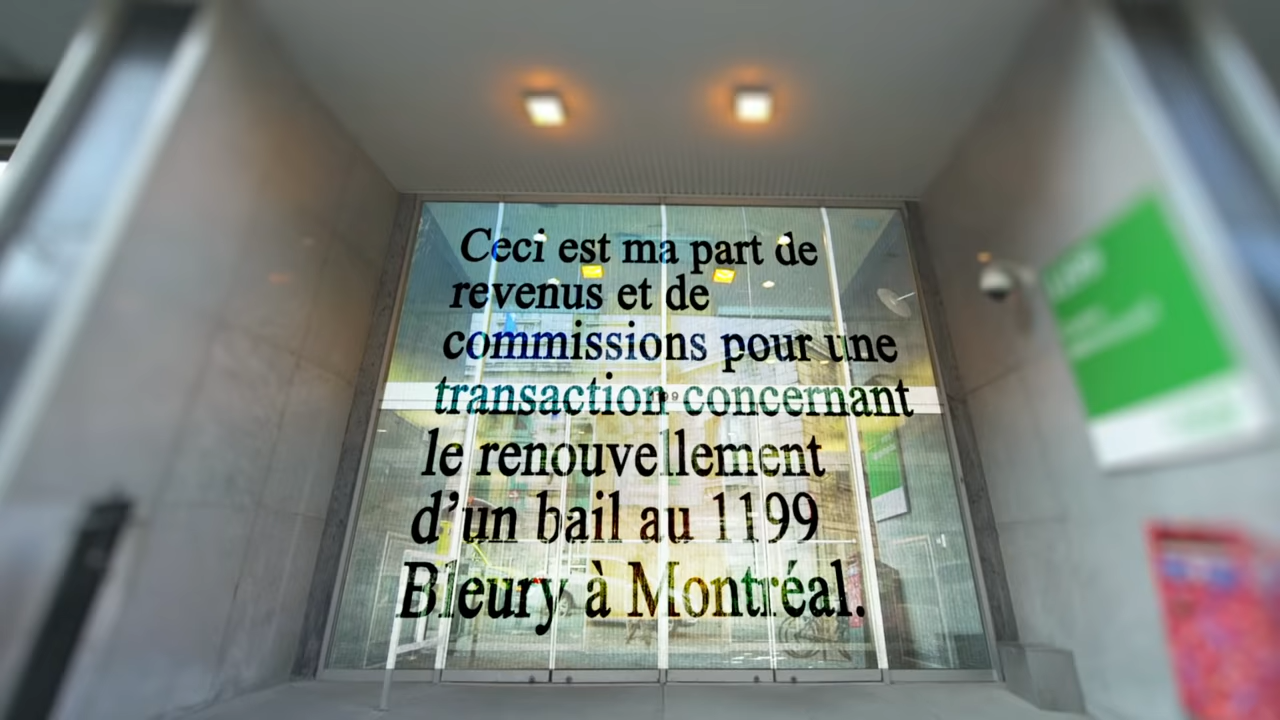 Ceci est ma part de
revenus et de
commissions pour une
transaction concernant
le renouvellement
d’un bail au 1199
Bleury à Montréal.